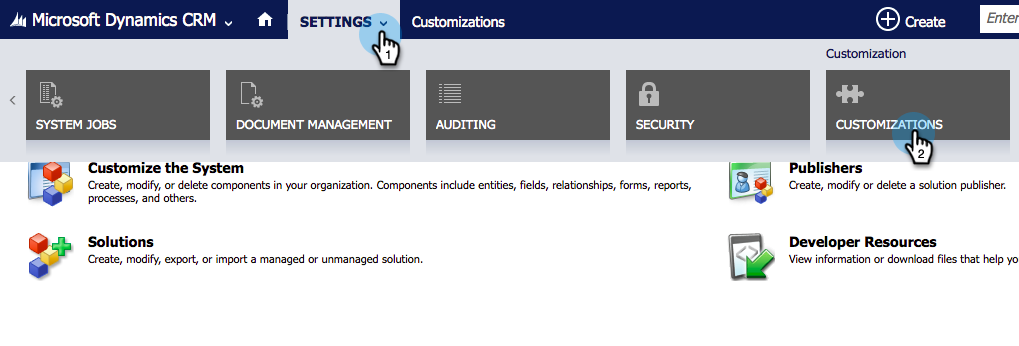 Microsoft Dynamics CRM
SETTINGS
Customizations
Create
Enter
1
Customization
SYSTEM JOBS
DOCUMENT MANAGEMENT
AUDITING
SECURITY
CUSTOMIZATIONS
2
Customize the System
Create, modify, or delete components in your organization. Components include entities, fields, relationships, forms, reports,
processes, and others.
Publishers
Create, modify or delete a solution publisher.
Solutions
Create, modify, export, or import a managed or unmanaged solution.
Developer Resources
View information or download files that help yo